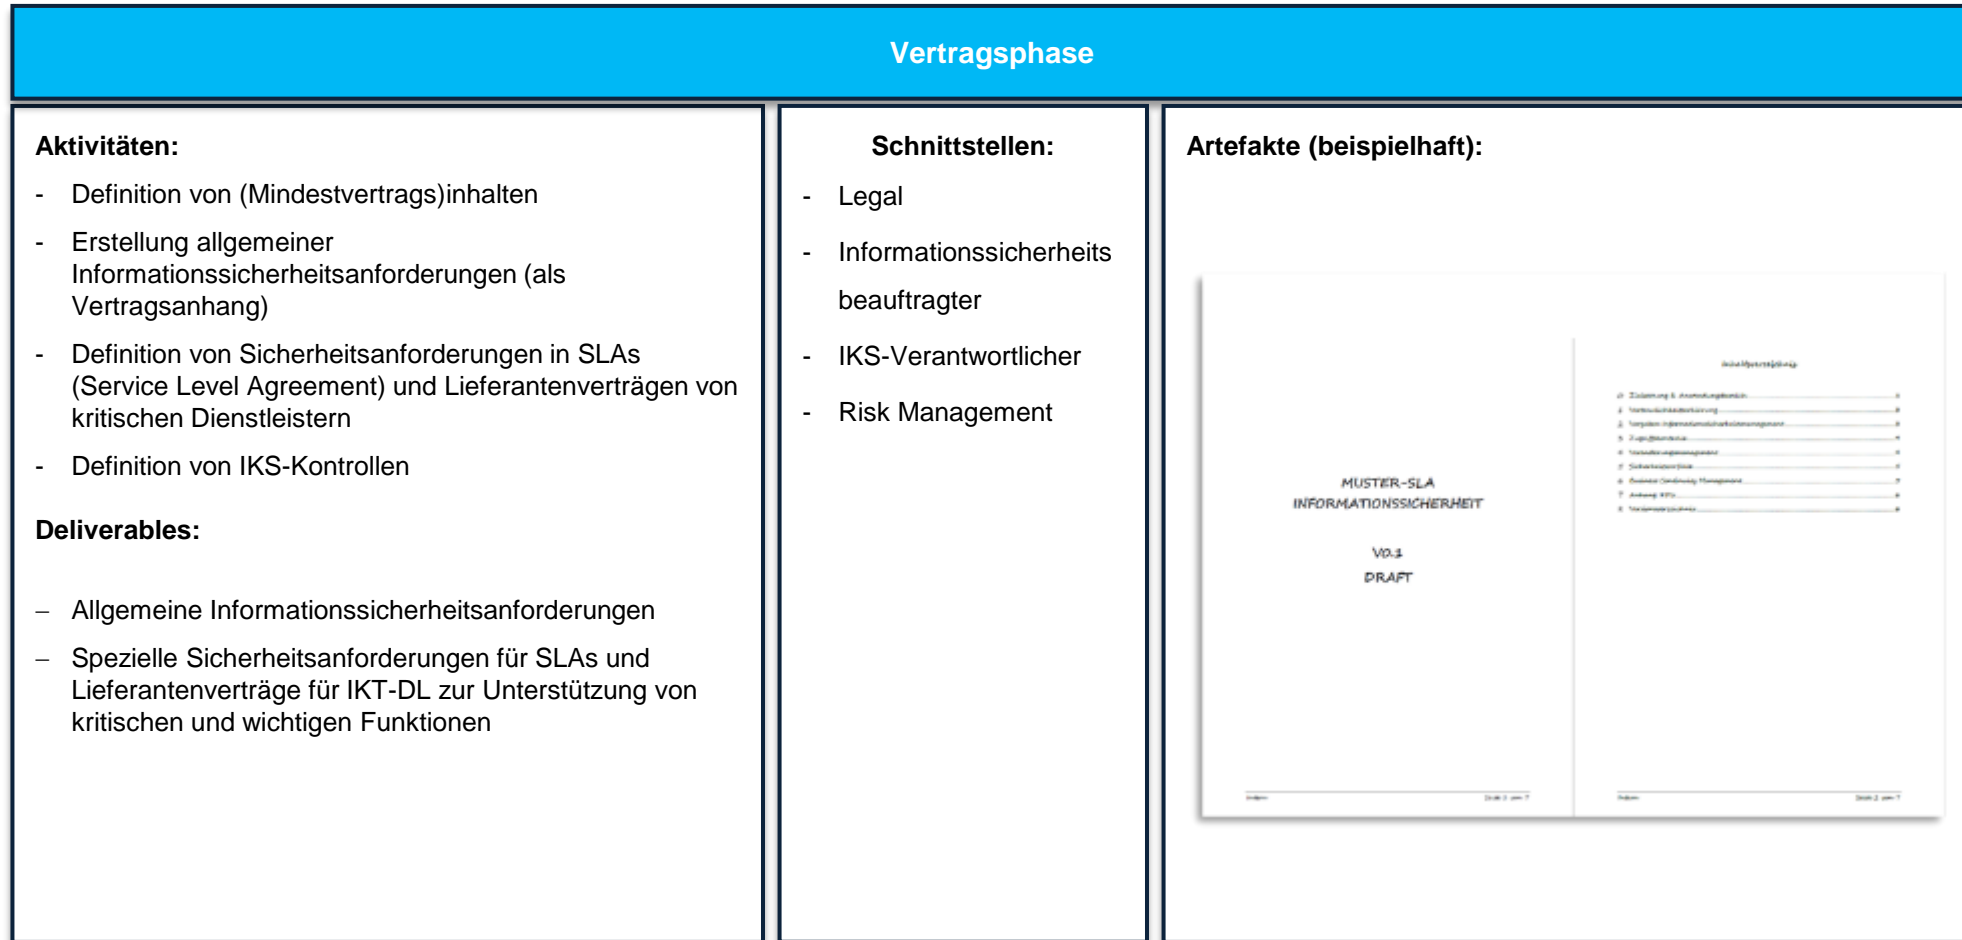 Vertragsphase
Aktivitäten:
- Definition von (Mindestvertrags)inhalten
- Erstellung allgemeiner
Informationssicherheitsanforderungen (als
Vertragsanhang)
- Definition von Sicherheitsanforderungen in SLAs
(Service Level Agreement) und Lieferantenverträgen von
kritischen Dienstleistern
- Definition von IKS-Kontrollen
Deliverables:
– Allgemeine Informationssicherheitsanforderungen
– Spezielle Sicherheitsanforderungen für SLAs und
Lieferantenverträge für IKT-DL zur Unterstützung von
kritischen und wichtigen Funktionen
Schnittstellen:
- Legal
- Informationssicherheits
beauftragter
- IKS-Verantwortlicher
- Risk Management
Artefakte (beispielhaft):
MUSTER-SLA
INFORMATIONSSICHERHEIT
V0.1
DRAFT
Business Continuity Management